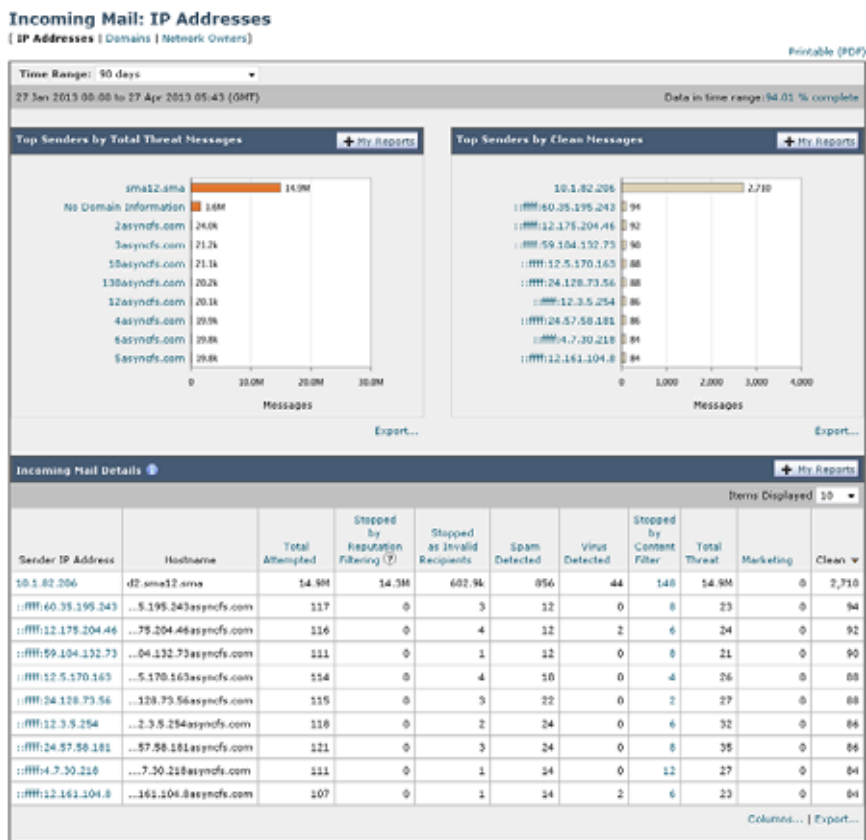 Incoming Mail: IP Addresses
[ IP Addresses | Domains | Network Owners]
Printable (PDF)
Time Range: 90 days
27 Jan 2013 00:00 to 27 Apr 2013 05:43 (GMT) Data in time range:94.01 % complete
Top Senders by Total Threat Messages + My Reports
sma12.sma 14.9M
No Domain Information 1.6M
2asyncfs.com 24.0k
3asyncfs.com 21.2k
10asyncfs.com 21.1k
130asyncfs.com 20.2k
12asyncfs.com 20.1k
4asyncfs.com 19.9k
6asyncfs.com 19.8k
5asyncfs.com 19.8k
0 10.0M 20.0M 30.0M
Messages
Export...
Top Senders by Clean Messages + My Reports
10.1.82.206 2,710
::ffff:60.35.195.243 94
::ffff:12.175.204.46 92
::ffff:59.104.132.73 90
::ffff:12.5.170.163 88
::ffff:24.128.73.56 88
::ffff:12.3.5.254 86
::ffff:24.57.58.181 86
::ffff:4.7.30.218 84
::ffff:12.161.104.8 84
0 1,000 2,000 3,000 4,000
Messages
Export...
Incoming Mail Details + My Reports
Items Displayed 10
Sender IP Address Hostname Total Attempted Stopped by Reputation Filtering (?) Stopped as Invalid Recipients Spam Detected Virus Detected Stopped by Content Filter Total Threat Marketing Clean
10.1.82.206 d2.sma12.sma 14.9M 14.3M 602.9k 856 44 148 14.9M 0 2,710
::ffff:60.35.195.243 ...5.195.243asyncfs.com 117 0 3 12 0 8 23 0 94
::ffff:12.175.204.46 ...75.204.46asyncfs.com 116 0 4 12 2 6 24 0 92
::ffff:59.104.132.73 ...04.132.73asyncfs.com 111 0 1 12 0 8 21 0 90
::ffff:12.5.170.163 ...5.170.163asyncfs.com 114 0 4 18 0 4 26 0 88
::ffff:24.128.73.56 ...128.73.56asyncfs.com 115 0 3 22 0 2 27 0 88
::ffff:12.3.5.254 ...2.3.5.254asyncfs.com 118 0 2 24 0 6 32 0 86
::ffff:24.57.58.181 ...57.58.181asyncfs.com 121 0 3 24 0 8 35 0 86
::ffff:4.7.30.218 ....7.30.218asyncfs.com 111 0 1 14 0 12 27 0 84
::ffff:12.161.104.8 ...161.104.8asyncfs.com 107 0 1 14 2 6 23 0 84
Columns... | Export...